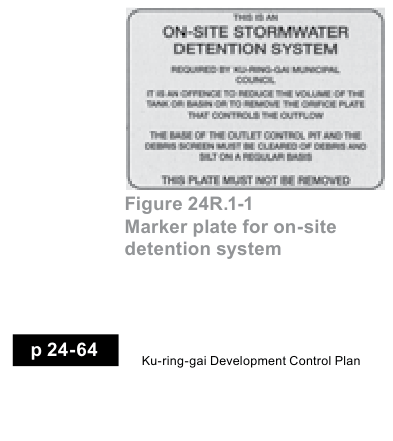 THIS IS AN
ON-SITE STORMWATER
DETENTION SYSTEM
REQUIRED BY KU-RING-GAI MUNICIPAL
COUNCIL
IT IS AN OFFENCE TO REDUCE THE VOLUME OF THE
TANK OR BASIN OR TO REMOVE THE ORIFICE PLATE
THAT CONTROLS THE OUTFLOW
THE BASE OF THE OUTLET CONTROL PIT AND THE
DEBRIS SCREEN MUST BE CLEARED OF DEBRIS AND
SILT ON A REGULAR BASIS
THIS PLATE MUST NOT BE REMOVED
Figure 24R.1-1
Marker plate for on-site
detention system
p 24-64
Ku-ring-gai Development Control Plan